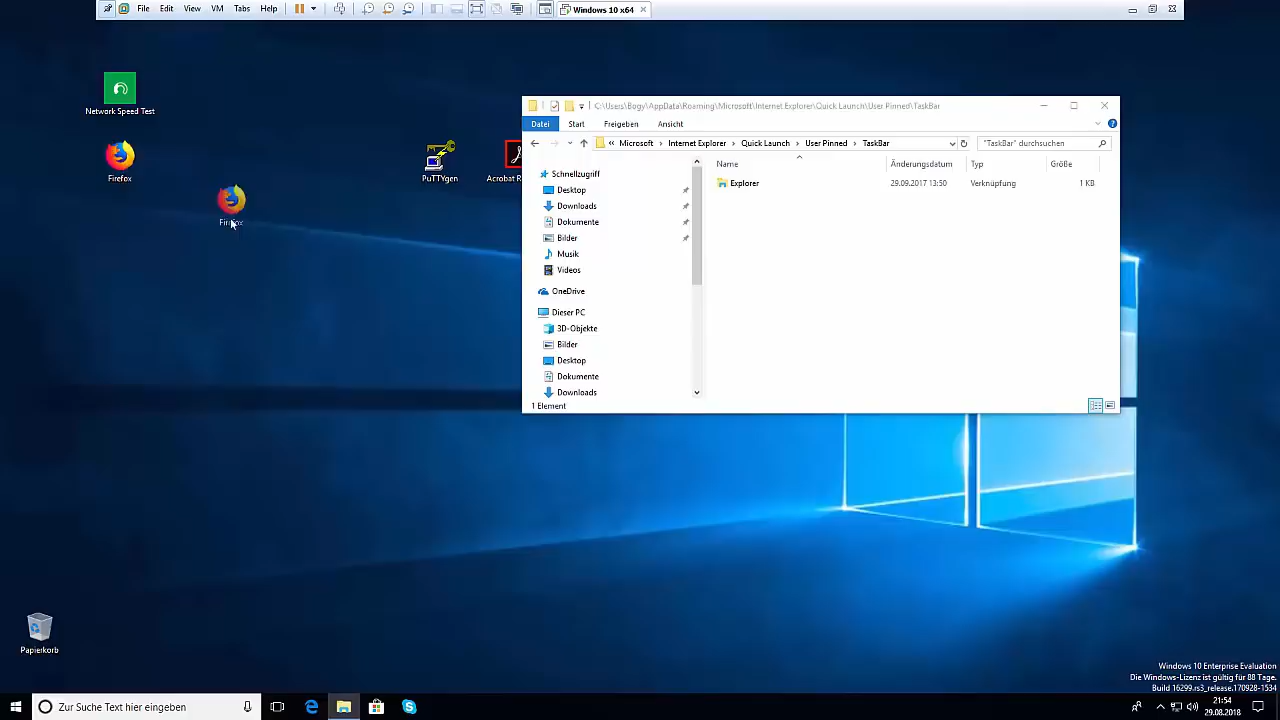 File Edit View VM Tabs Help
Windows 10 x64
Network Speed Test
Firefox
PuTTYgen
Acrobat R
Firefox
C:\Users\Bogy\AppData\Roaming\Microsoft\Internet Explorer\Quick Launch\User Pinned\TaskBar
Datei Start Freigeben Ansicht
« Microsoft › Internet Explorer › Quick Launch › User Pinned › TaskBar
"TaskBar" durchsuchen
Name Änderungsdatum Typ Größe
Explorer 29.09.2017 13:50 Verknüpfung 1 KB
Schnellzugriff
Desktop
Downloads
Dokumente
Bilder
Musik
Videos
OneDrive
Dieser PC
3D-Objekte
Bilder
Desktop
Dokumente
Downloads
1 Element
Papierkorb
Windows 10 Enterprise Evaluation
Die Windows-Lizenz ist gültig für 88 Tage.
Build 16299.rs3_release.170928-1534
Zur Suche Text hier eingeben
21:54
29.08.2018